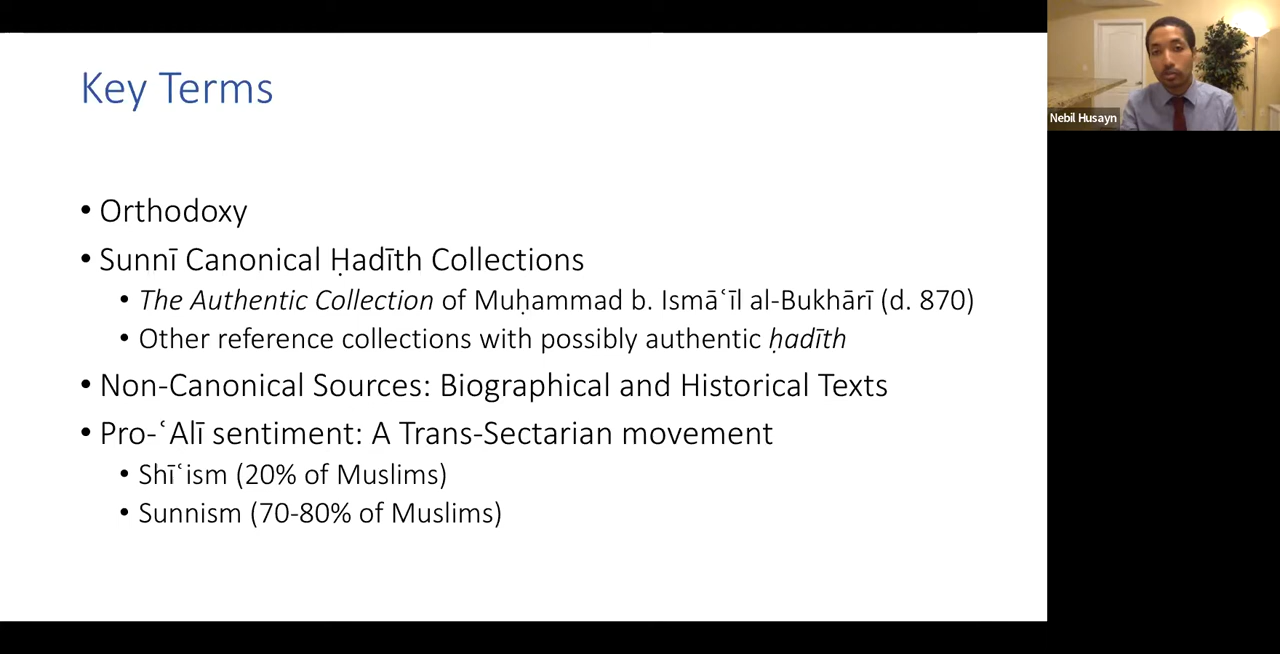 Key Terms
• Orthodoxy
• Sunnī Canonical Ḥadīth Collections
• The Authentic Collection of Muḥammad b. Ismāʿīl al-Bukhārī (d. 870)
• Other reference collections with possibly authentic ḥadīth
• Non-Canonical Sources: Biographical and Historical Texts
• Pro-ʿAlī sentiment: A Trans-Sectarian movement
• Shīʿism (20% of Muslims)
• Sunnism (70-80% of Muslims)
Nebil Husayn